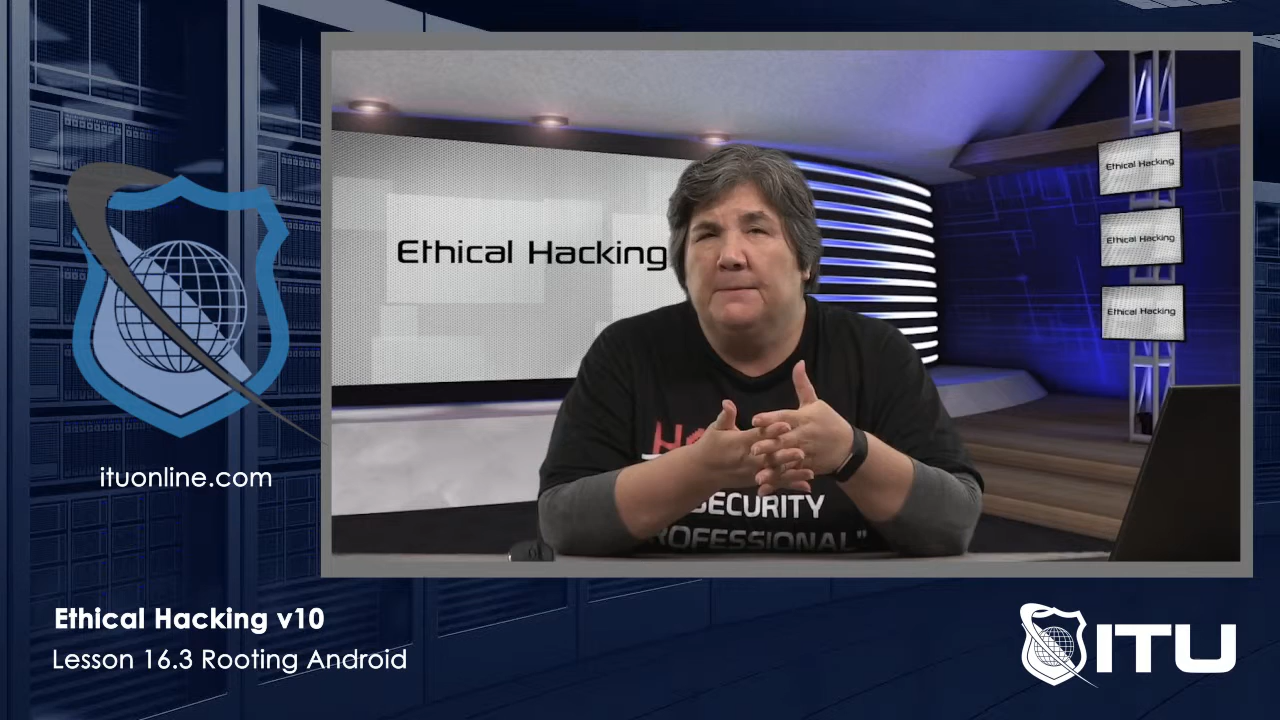 Ethical Hacking
Ethical Hacking
Ethical Hacking
Ethical Hacking
SECURITY
PROFESSIONAL"
ituonline.com
Ethical Hacking v10
Lesson 16.3 Rooting Android
ITU